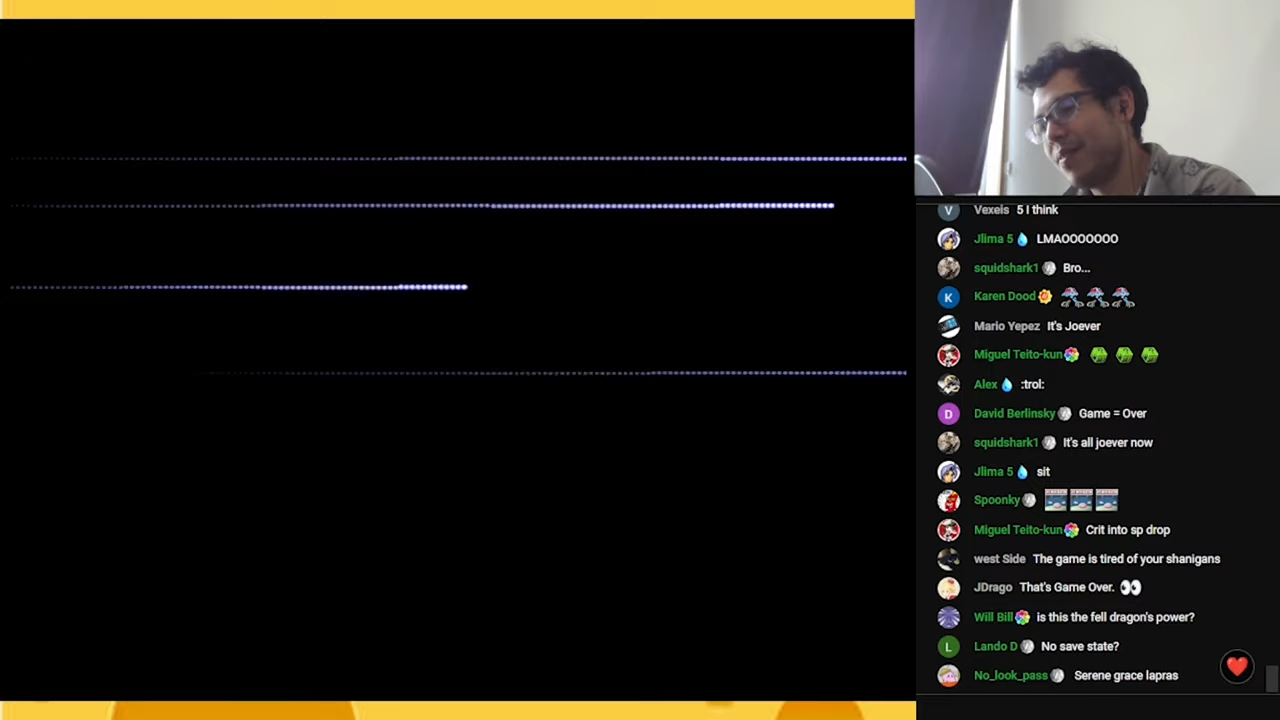 Vexels 5 I think
Jlima 5 LMAOOOOOOO
squidshark1 Bro...
Karen Dood
Mario Yepez It's Joever
Miguel Teito-kun
Alex :trol:
David Berlinsky Game = Over
squidshark1 It's all joever now
Jlima 5 sit
Spoonky
Miguel Teito-kun Crit into sp drop
west Side The game is tired of your shanigans
JDrago That's Game Over. 👀
Will Bill is this the fell dragon's power?
Lando D No save state?
No_look_pass Serene grace lapras